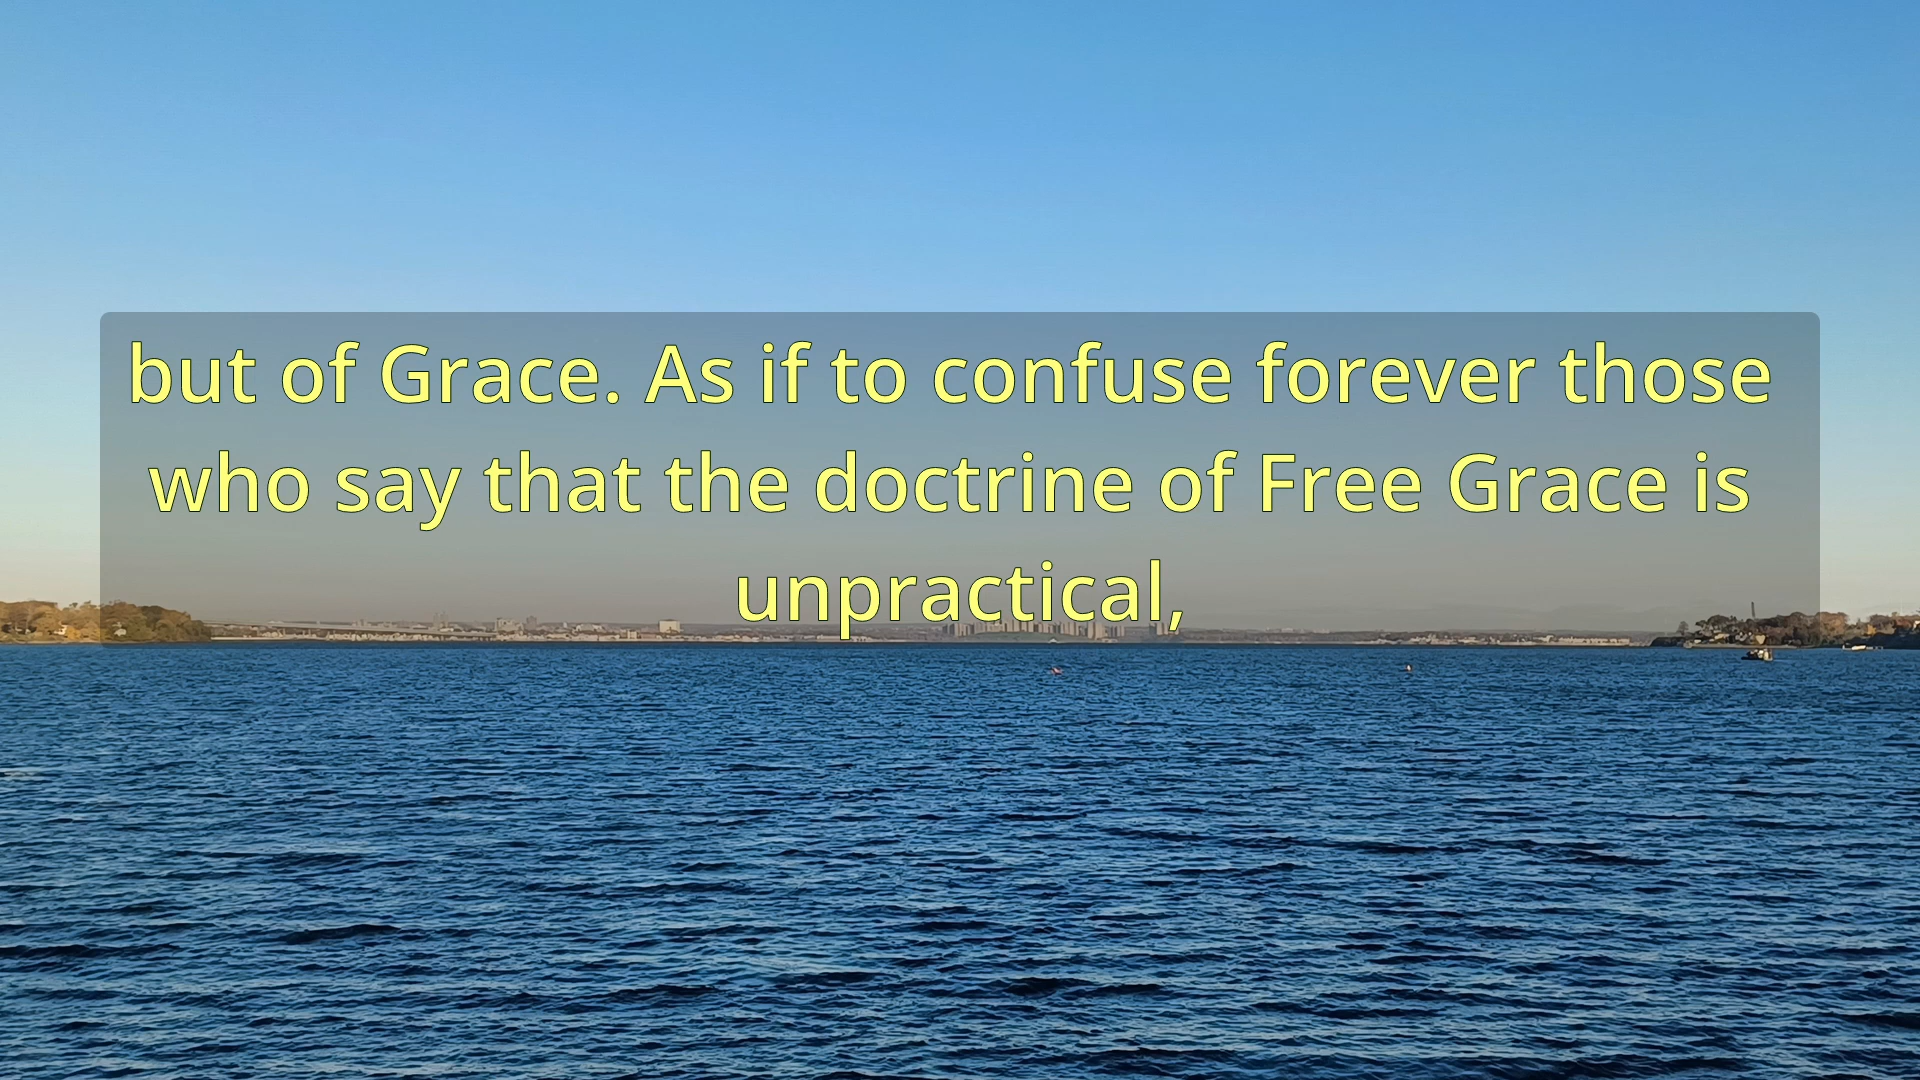 but of Grace. As if to confuse forever those
who say that the doctrine of Free Grace is
unpractical,